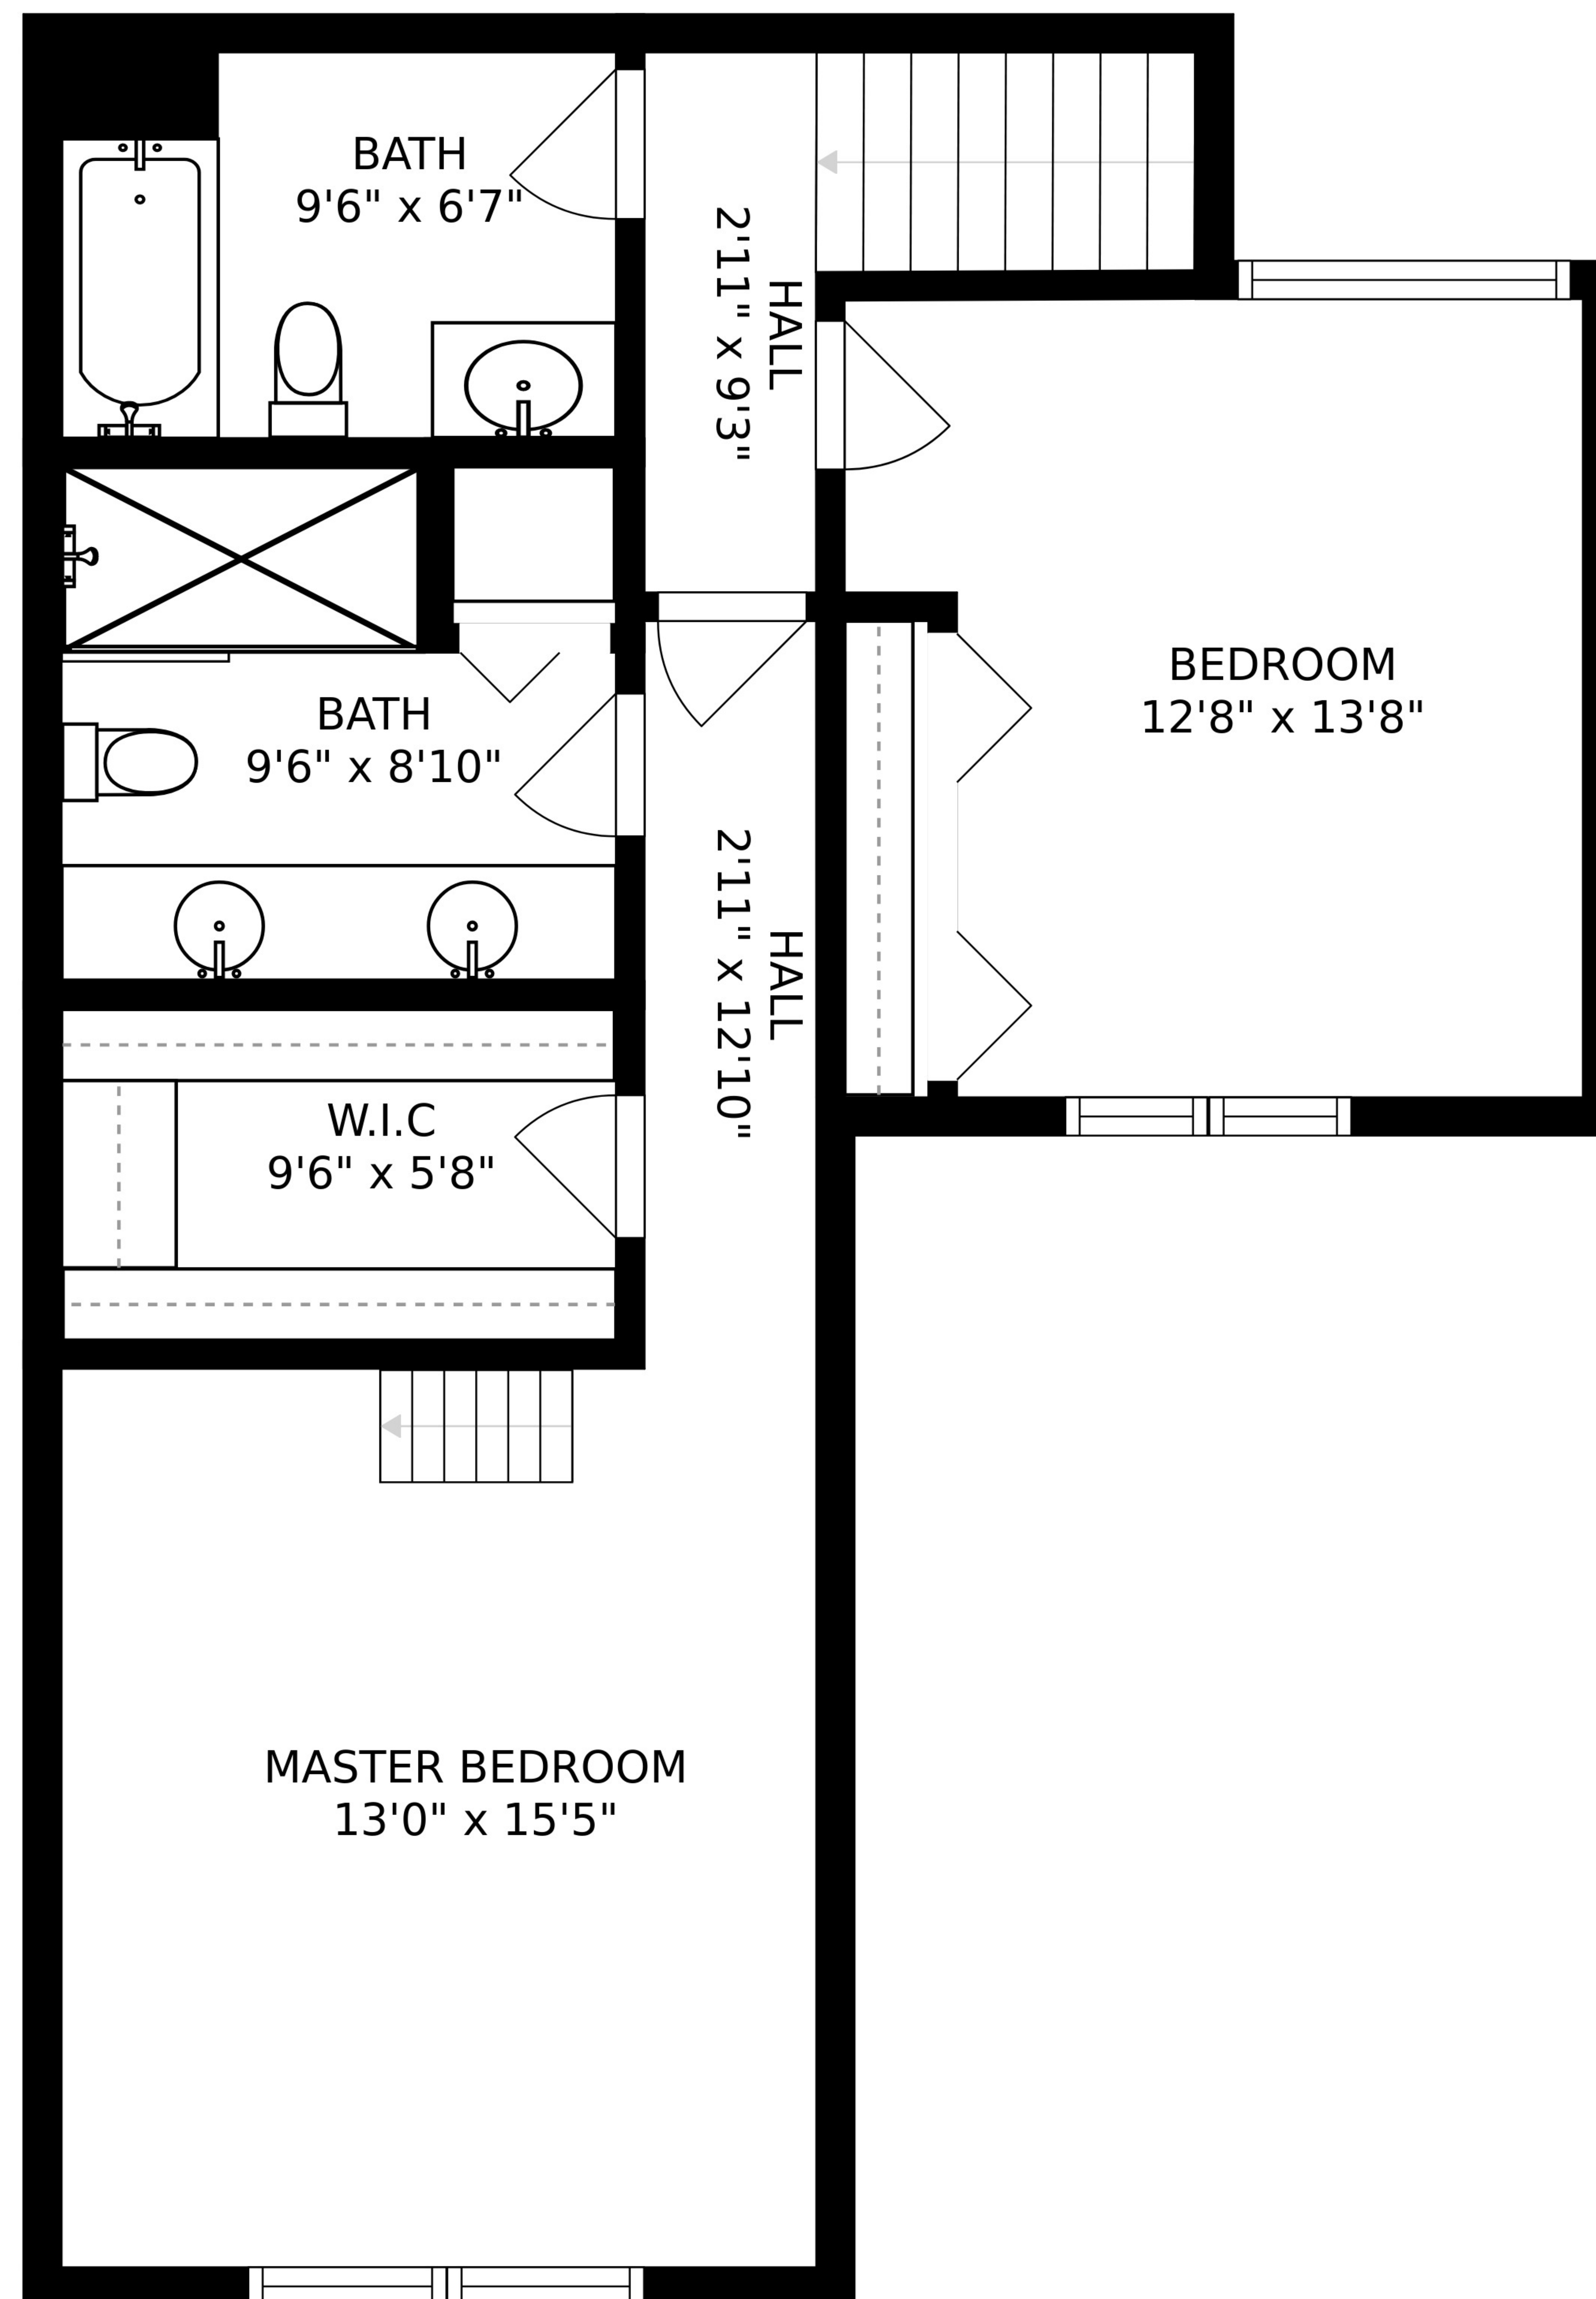 BATH
9'6" x 6'7"
HALL
2'11" x 9'3"
BEDROOM
12'8" x 13'8"
BATH
9'6" x 8'10"
HALL
2'11" x 12'10"
W.I.C
9'6" x 5'8"
MASTER BEDROOM
13'0" x 15'5"